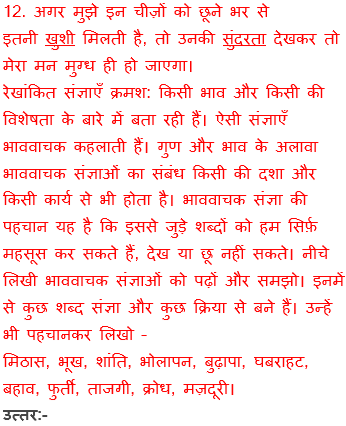 12. अगर मुझे इन चीज़ों को छूने भर से
इतनी खुशी मिलती है, तो उनकी सुंदरता देखकर तो
मेरा मन मुग्ध ही हो जाएगा।
रेखांकित संज्ञाएँ क्रमश: किसी भाव और किसी की
विशेषता के बारे में बता रही हैं। ऐसी संज्ञाएँ
भाववाचक कहलाती हैं। गुण और भाव के अलावा
भाववाचक संज्ञाओं का संबंध किसी की दशा और
किसी कार्य से भी होता है। भाववाचक संज्ञा की
पहचान यह है कि इससे जुड़े शब्दों को हम सिर्फ़
महसूस कर सकते हैं, देख या छू नहीं सकते। नीचे
लिखी भाववाचक संज्ञाओं को पढ़ों और समझो। इनमें
से कुछ शब्द संज्ञा और कुछ क्रिया से बने हैं। उन्हें
भी पहचानकर लिखो -
मिठास, भूख, शांति, भोलापन, बुढ़ापा, घबराहट,
बहाव, फुर्ती, ताजगी, क्रोध, मज़दूरी।
उत्तर:-